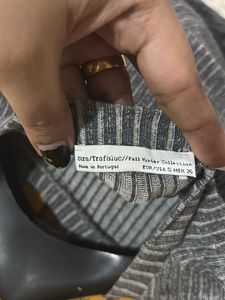 Zara/Trafaluc//Fall Winter Collection
Made in Portugal EUR/USA S MEX 26